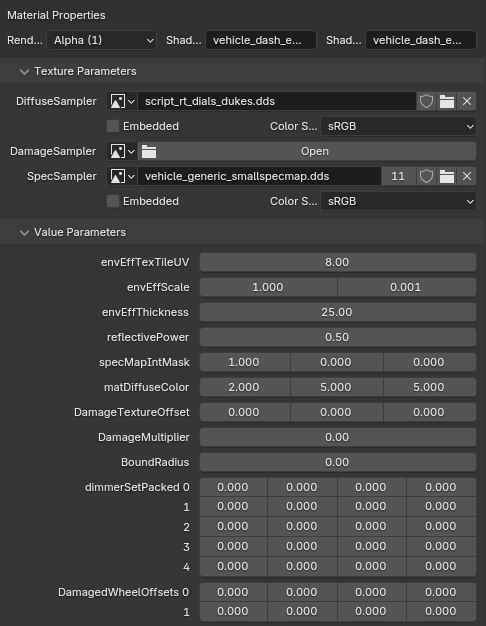 Material Properties
Rend... Alpha (1) Shad... vehicle_dash_e... Shad... vehicle_dash_e...
Texture Parameters
DiffuseSampler script_rt_dials_dukes.dds
Embedded Color S... sRGB
DamageSampler Open
SpecSampler vehicle_generic_smallspecmap.dds 11
Embedded Color S... sRGB
Value Parameters
envEffTexTileUV 8.00
envEffScale 1.000 0.001
envEffThickness 25.00
reflectivePower 0.50
specMapIntMask 1.000 0.000 0.000
matDiffuseColor 2.000 5.000 5.000
DamageTextureOffset 0.000 0.000 0.000
DamageMultiplier 0.00
BoundRadius 0.00
dimmerSetPacked 0 0.000 0.000 0.000 0.000
1 0.000 0.000 0.000 0.000
2 0.000 0.000 0.000 0.000
3 0.000 0.000 0.000 0.000
4 0.000 0.000 0.000 0.000
DamagedWheelOffsets 0 0.000 0.000 0.000 0.000
1 0.000 0.000 0.000 0.000